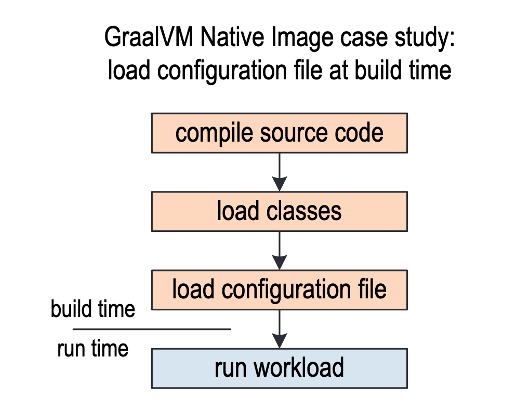 GraalVM Native Image case study:
load configuration file at build time
compile source code
load classes
load configuration file
build time
run time
run workload